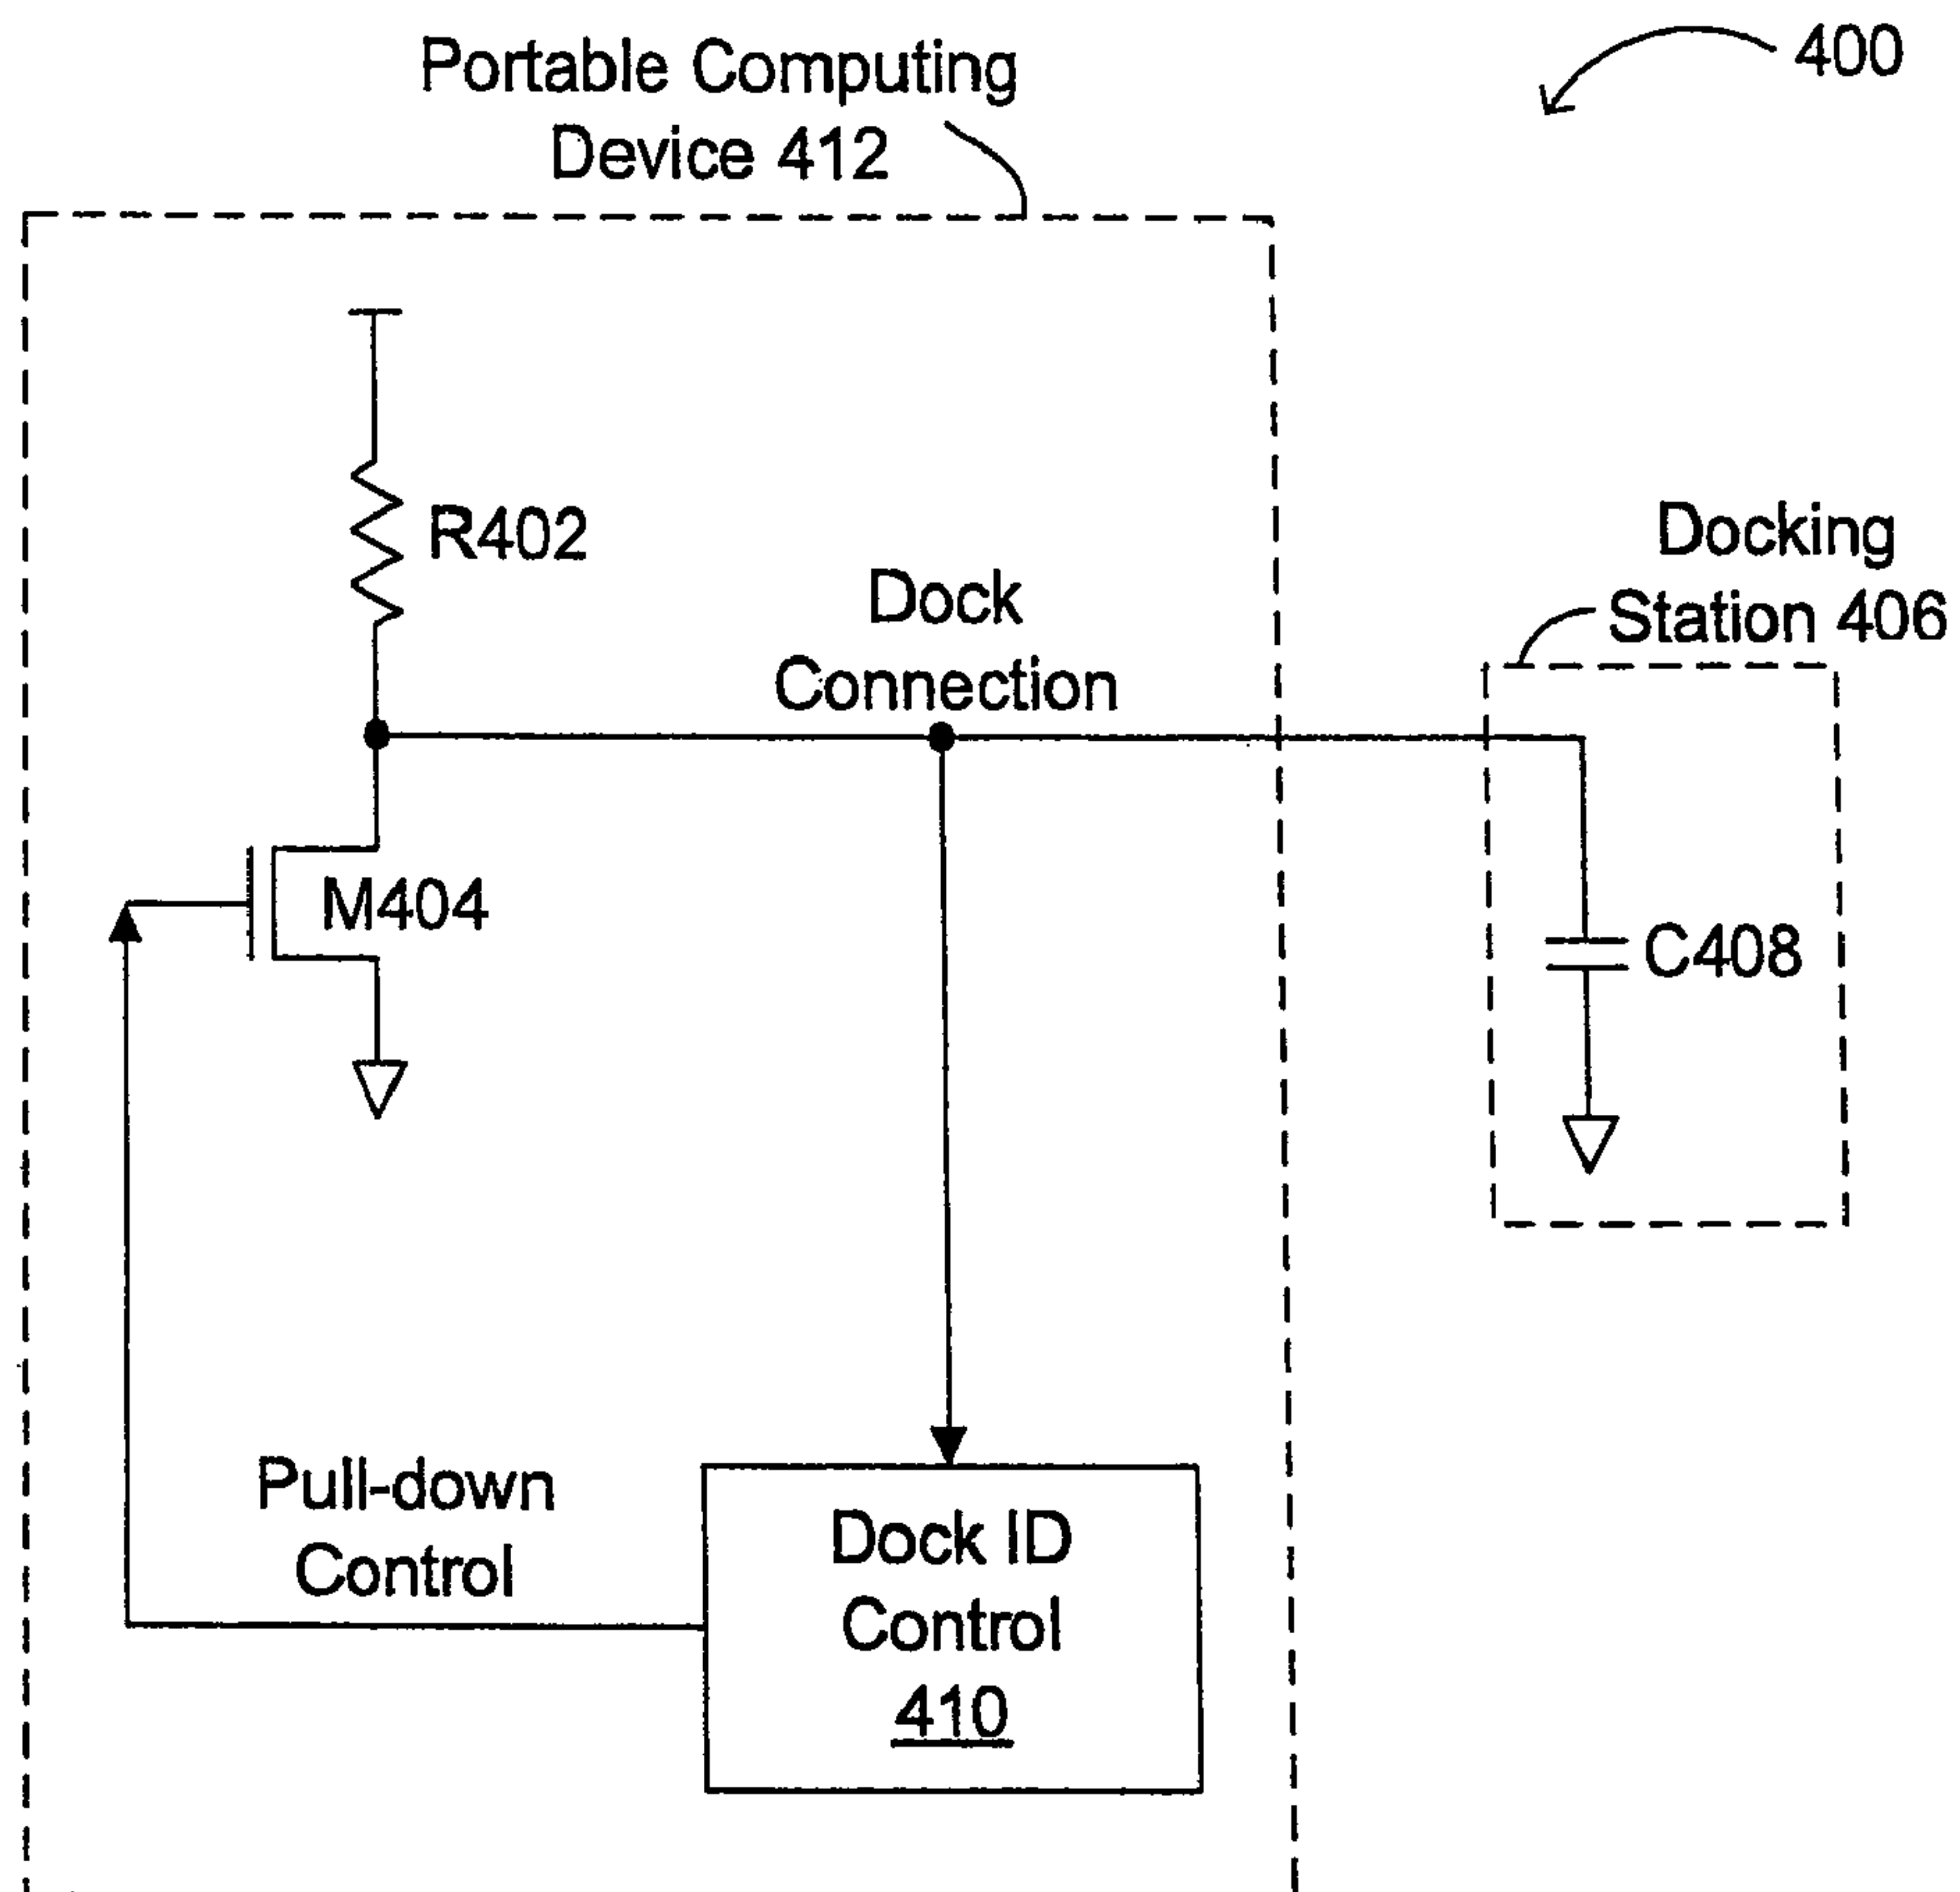 400
Portable Computing
Device 412
R402
Docking
Station 406
Dock
Connection
M404
C408
Pull-down
Control
Dock ID
Control
410